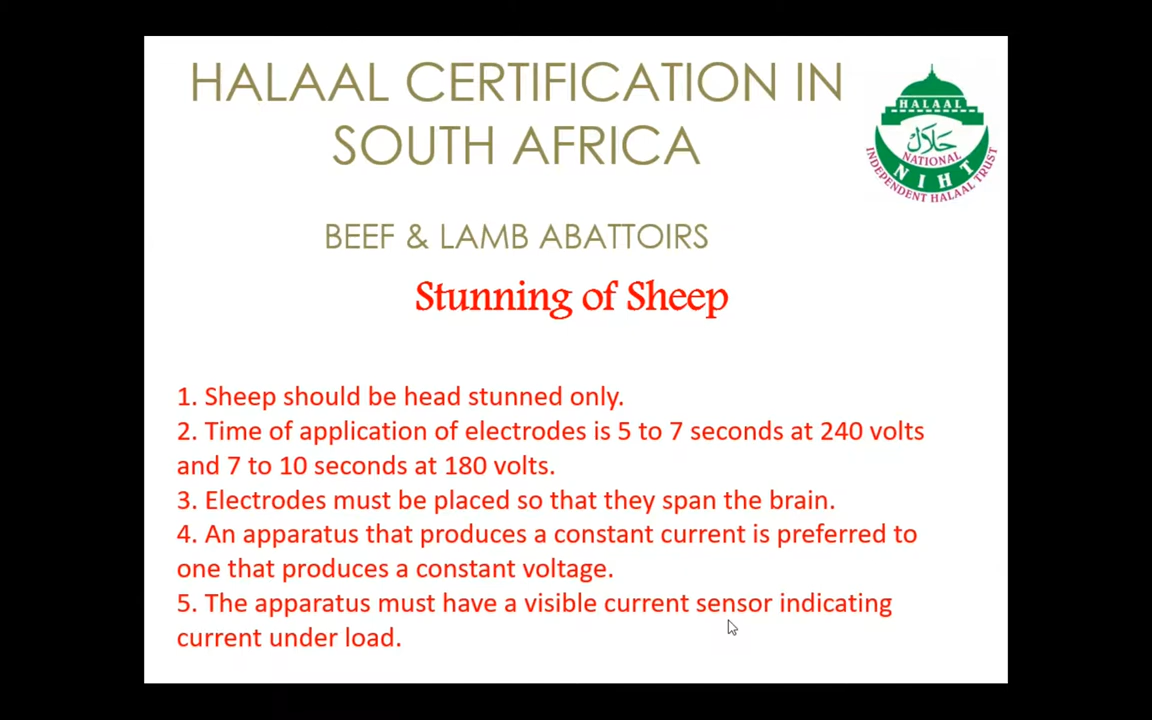 HALAAL CERTIFICATION IN
SOUTH AFRICA
HALAAL
حلال
NATIONAL
NIHT
INDEPENDENT HALAAL TRUST
BEEF & LAMB ABATTOIRS
Stunning of Sheep
1. Sheep should be head stunned only.
2. Time of application of electrodes is 5 to 7 seconds at 240 volts
and 7 to 10 seconds at 180 volts.
3. Electrodes must be placed so that they span the brain.
4. An apparatus that produces a constant current is preferred to
one that produces a constant voltage.
5. The apparatus must have a visible current sensor indicating
current under load.